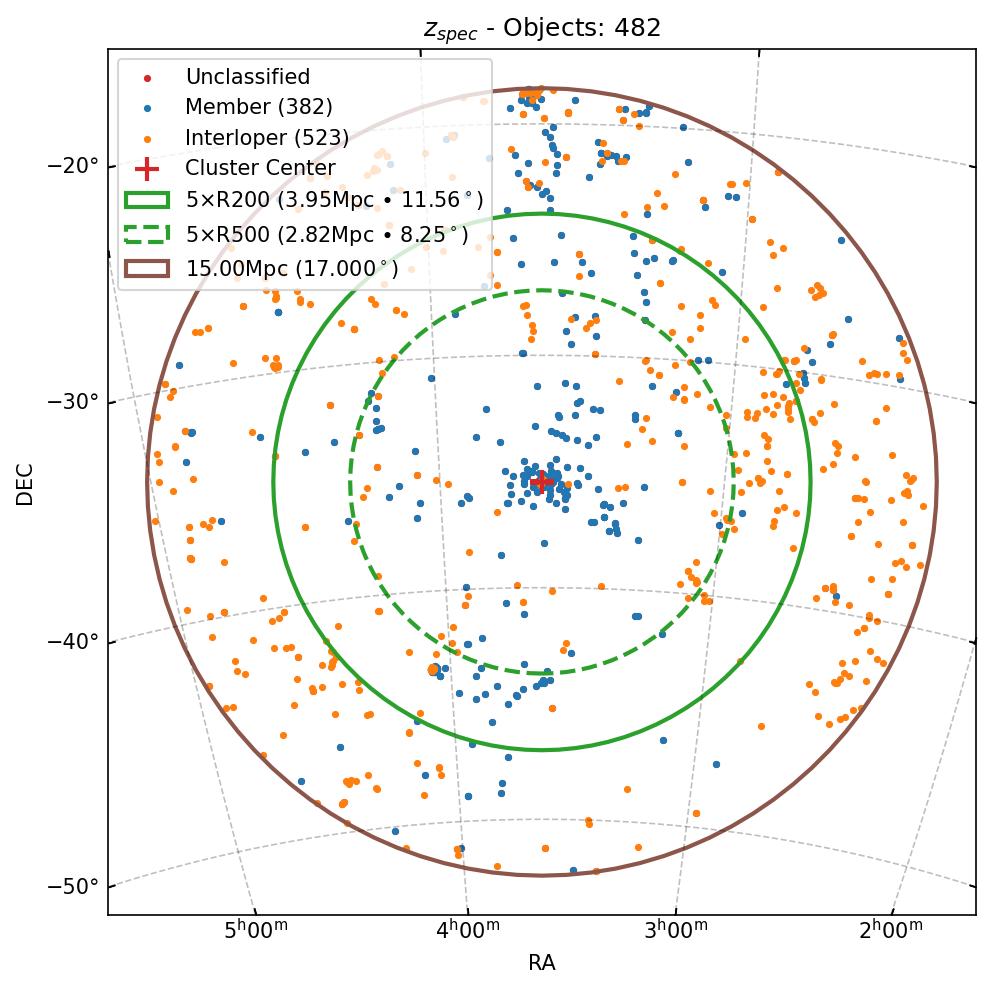 z_spec - Objects: 482
Unclassified
Member (382)
Interloper (523)
Cluster Center
5×R200 (3.95Mpc • 11.56°)
5×R500 (2.82Mpc • 8.25°)
15.00Mpc (17.000°)
−20°
−30°
−40°
−50°
DEC
5ʰ00ᵐ 4ʰ00ᵐ 3ʰ00ᵐ 2ʰ00ᵐ
RA